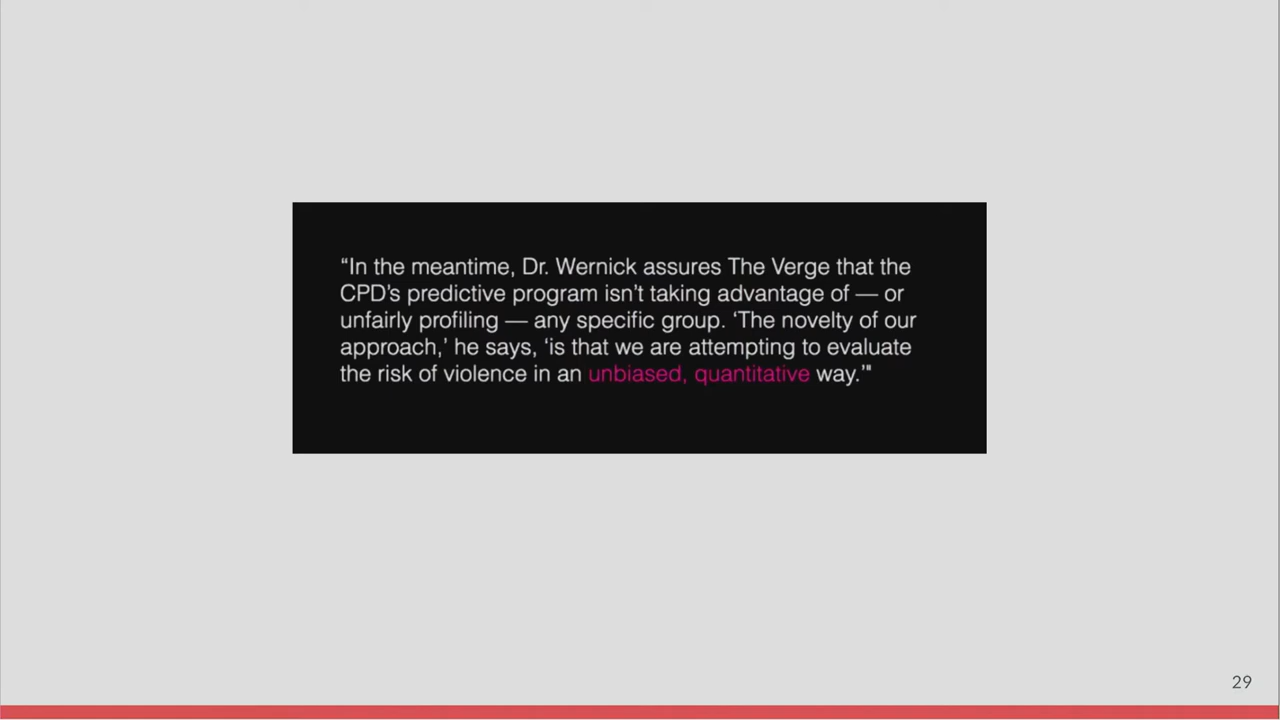 “In the meantime, Dr. Wernick assures The Verge that the
CPD’s predictive program isn’t taking advantage of — or
unfairly profiling — any specific group. ‘The novelty of our
approach,’ he says, ‘is that we are attempting to evaluate
the risk of violence in an unbiased, quantitative way.’"
29